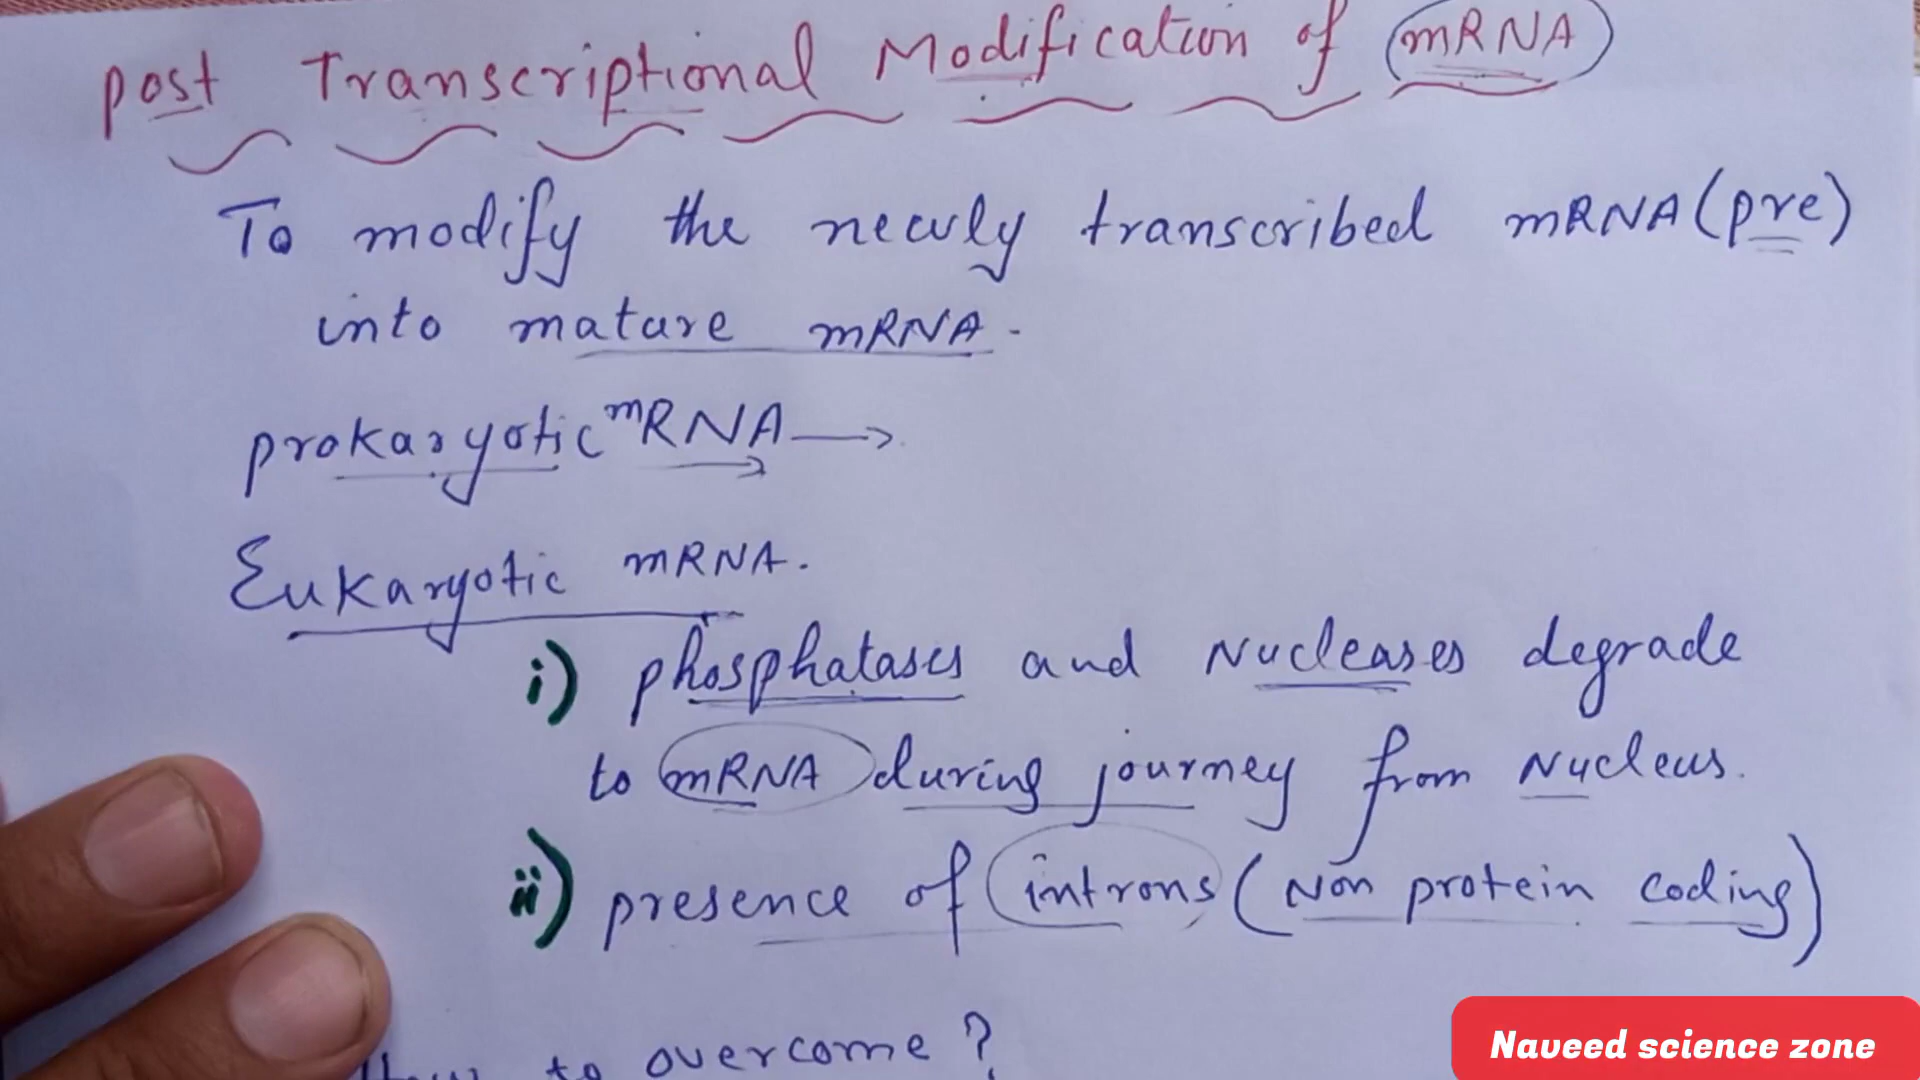 post Transcriptional Modification of mRNA
To modify the newly transcribed mRNA (pre)
into mature mRNA.
prokaryotic mRNA →
Eukaryotic mRNA.
i) phosphatases and Nucleases degrade
to mRNA during journey from Nucleus.
ii) presence of introns (Non protein coding)
How to overcome?
Naveed science zone